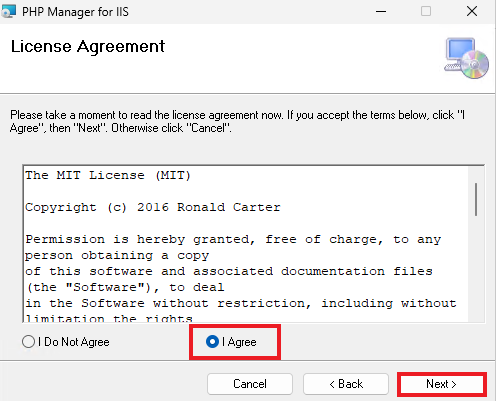 PHP Manager for IIS
License Agreement
Please take a moment to read the license agreement now. If you accept the terms below, click "I
Agree", then "Next". Otherwise click "Cancel".
The MIT License (MIT)
Copyright (c) 2016 Ronald Carter
Permission is hereby granted, free of charge, to any
person obtaining a copy
of this software and associated documentation files
(the "Software"), to deal
in the Software without restriction, including without
limitation the rights
I Do Not Agree
I Agree
Cancel
< Back
Next >